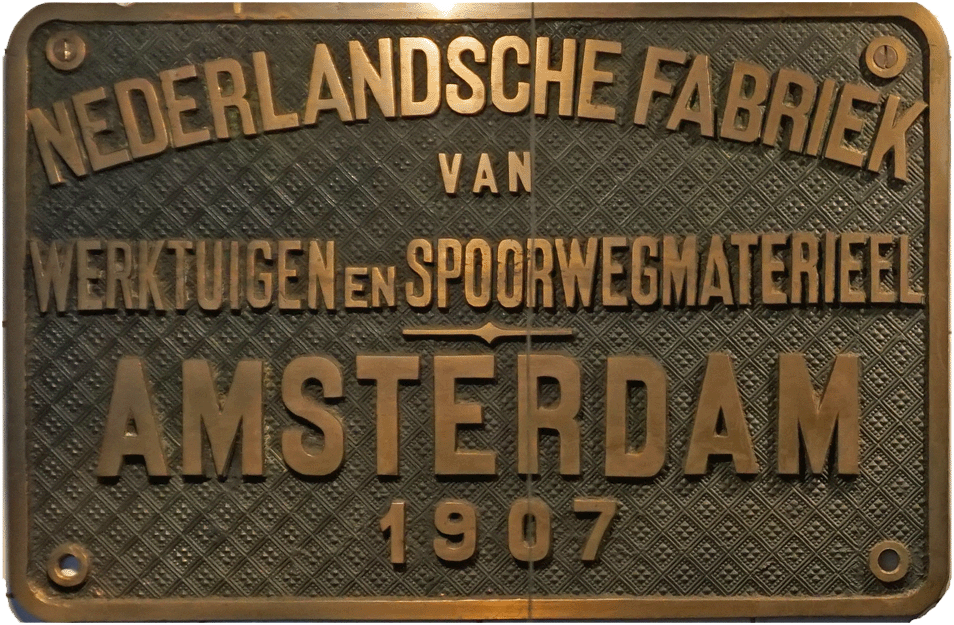 NEDERLANDSCHE FABRIEK
VAN
WERKTUIGEN EN SPOORWEGMATERIEEL
AMSTERDAM
1907